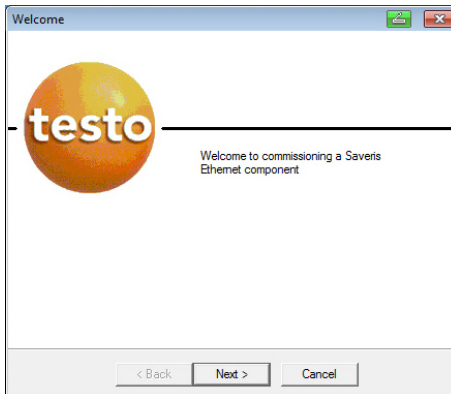 Welcome
testo
Welcome to commissioning a Saveris
Ethernet component
< Back
Next >
Cancel